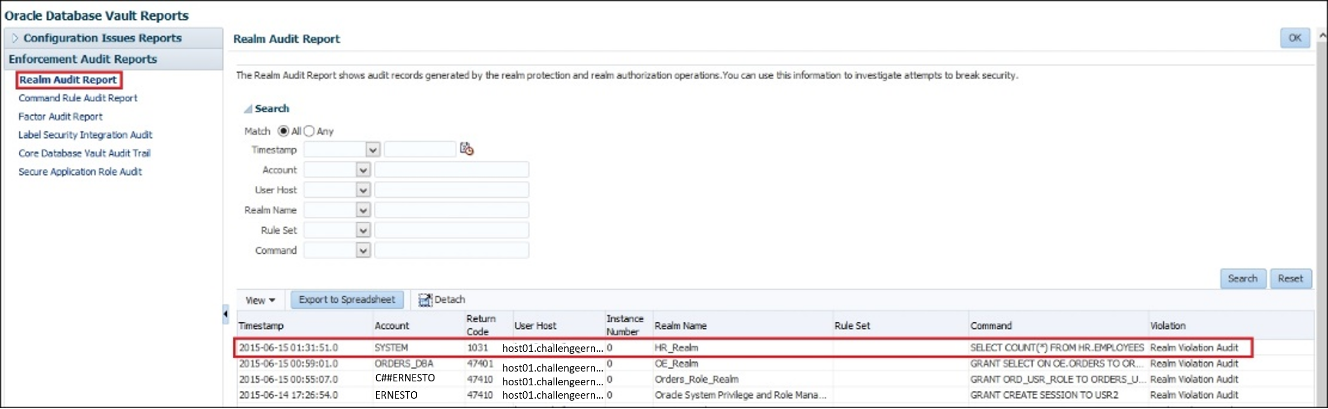 Oracle Database Vault Reports
Configuration Issues Reports
Enforcement Audit Reports
Realm Audit Report
Command Rule Audit Report
Factor Audit Report
Label Security Integration Audit
Core Database Vault Audit Trail
Secure Application Role Audit
Realm Audit Report
OK
The Realm Audit Report shows audit records generated by the realm protection and realm authorization operations.You can use this information to investigate attempts to break security.
Search
Match All Any
Timestamp
Account
User Host
Realm Name
Rule Set
Command
Search Reset
View Export to Spreadsheet Detach
Timestamp Account Return Code User Host Instance Number Realm Name Rule Set Command Violation
2015-06-15 01:31:51.0 SYSTEM 1031 host01.challengeern... 0 HR_Realm SELECT COUNT(*) FROM HR.EMPLOYEES Realm Violation Audit
2015-06-15 00:59:01.0 ORDERS_DBA 47401 host01.challengeern... 0 OE_Realm GRANT SELECT ON OE.ORDERS TO OR... Realm Violation Audit
2015-06-15 00:55:07.0 C##ERNESTO 47410 host01.challengeern... 0 Orders_Role_Realm GRANT ORD_USR_ROLE TO ORDERS_U... Realm Violation Audit
2015-06-14 17:26:54.0 ERNESTO 47410 host01.challengeern... 0 Oracle System Privilege and Role Mana... GRANT CREATE SESSION TO USR2 Realm Violation Audit